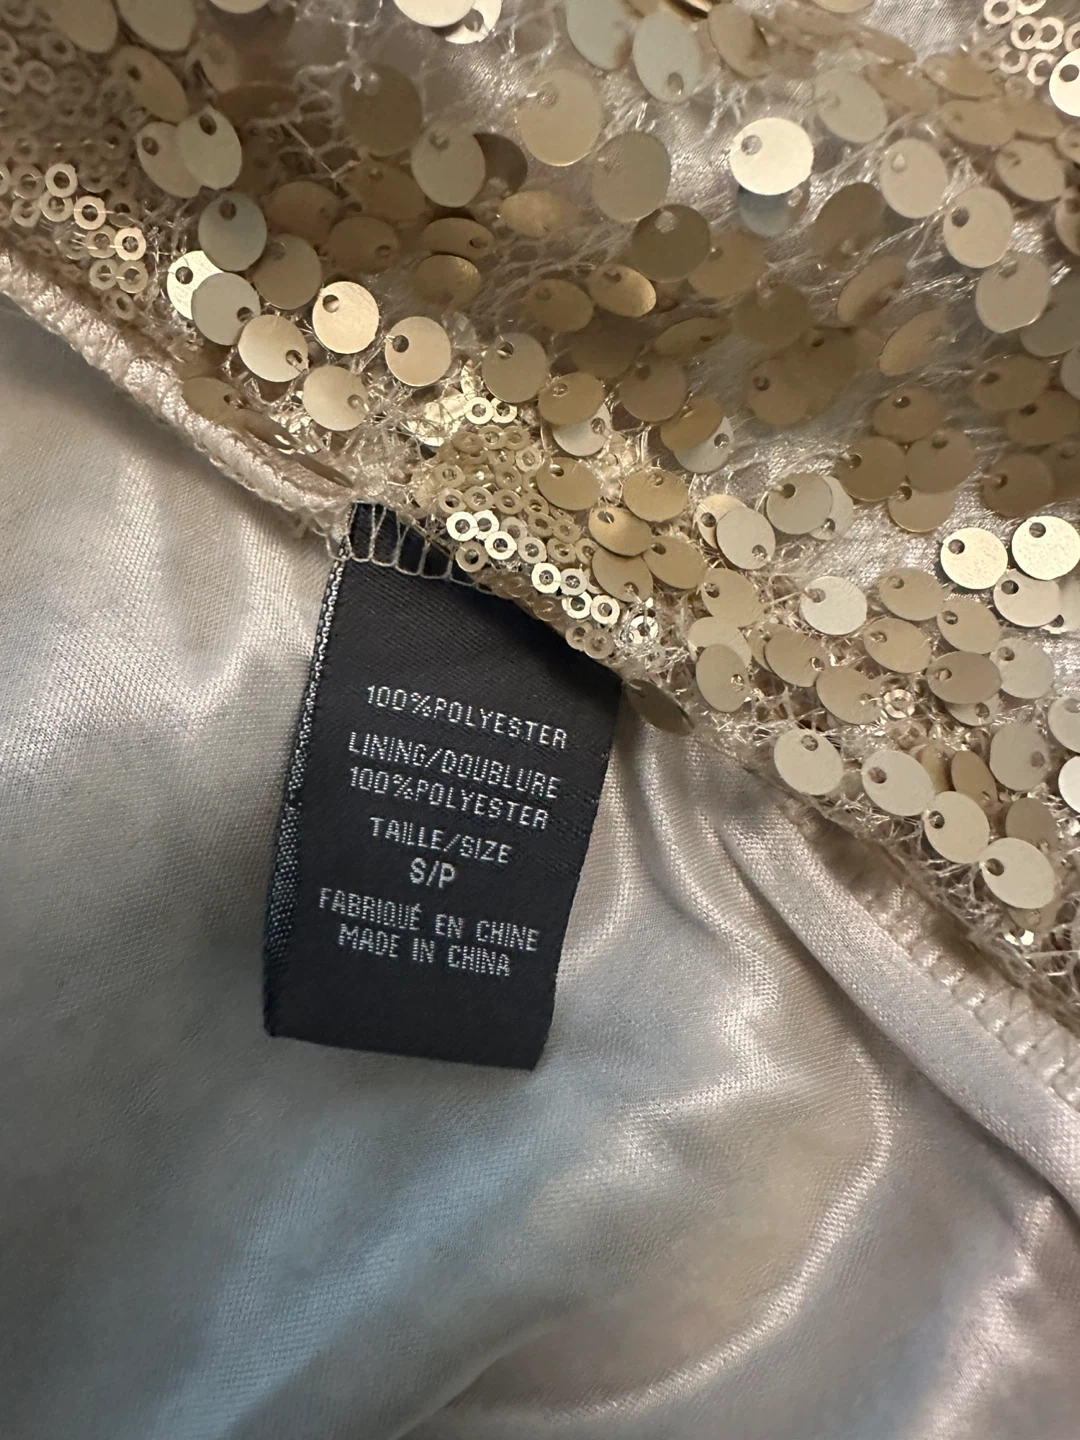 100%POLYESTER
LINING/DOUBLURE
100%POLYESTER
TAILLE/SIZE
S/P
FABRIQUÉ EN CHINE
MADE IN CHINA